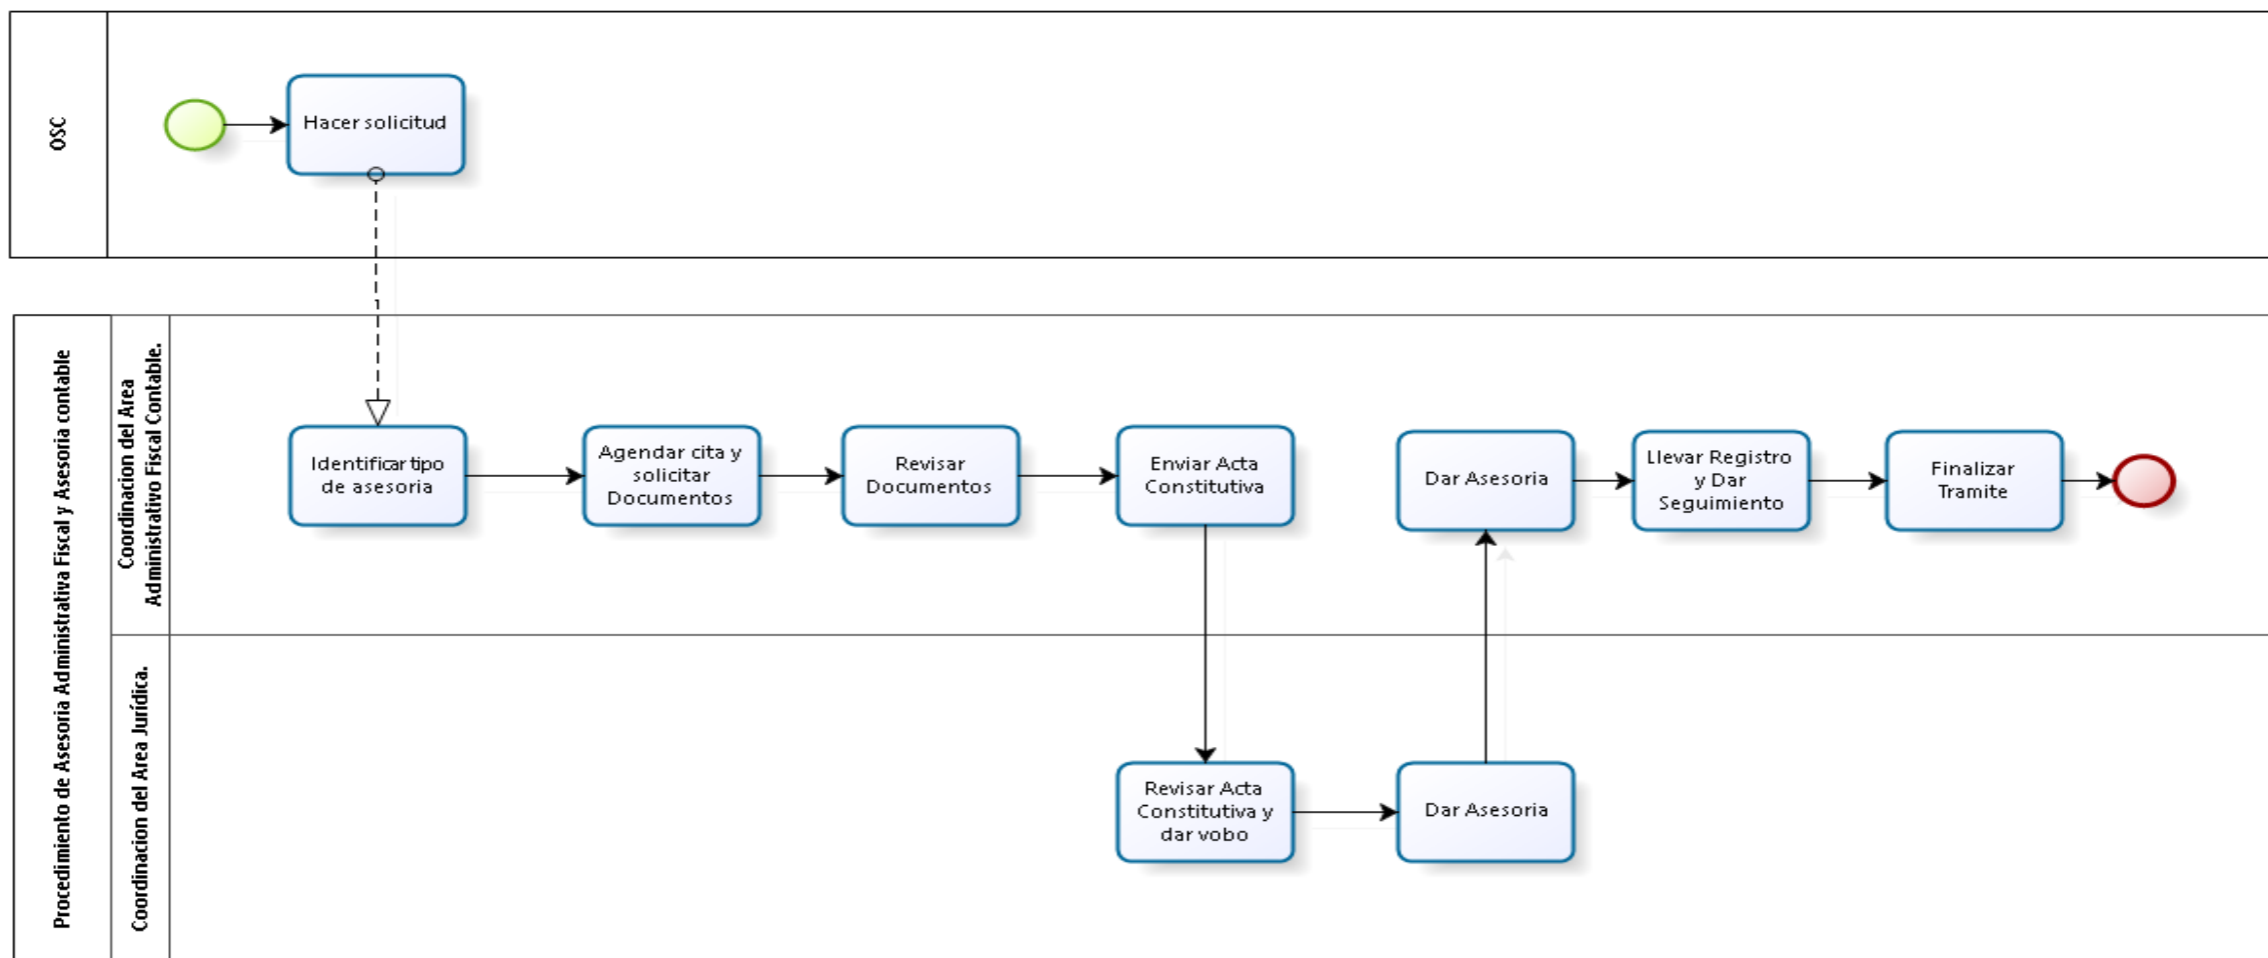 OSC
Hacer solicitud
Procedimiento de Asesoria Administrativa Fiscal y Asesoria contable
Coordinacion del Area
Administrativo Fiscal Contable.
Identificar tipo
de asesoria
Agendar cita y
solicitar
Documentos
Revisar
Documentos
Enviar Acta
Constitutiva
Dar Asesoria
Llevar Registro
y Dar
Seguimiento
Finalizar
Tramite
Coordinacion del Area Jurídica.
Revisar Acta
Constitutiva y
dar vobo
Dar Asesoria